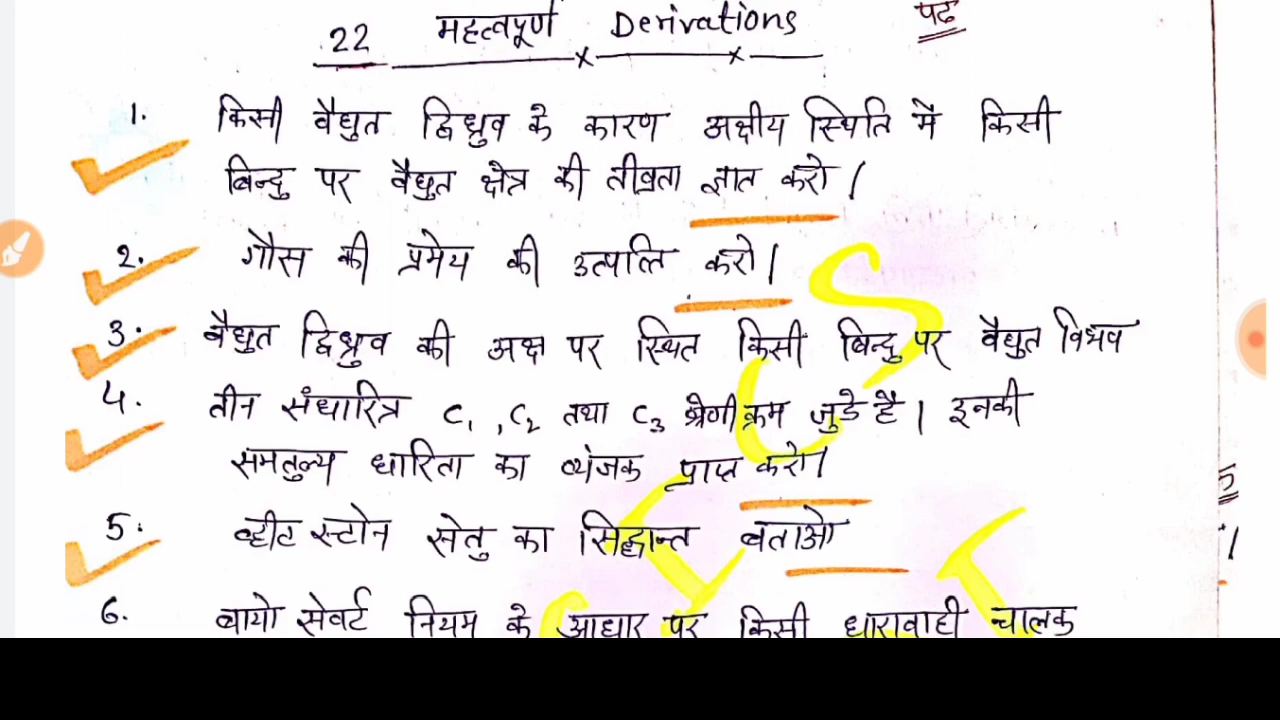 22 महत्वपूर्ण Derivations
पढ
1. किसी वैद्युत द्विध्रुव के कारण अक्षीय स्थिति में किसी
बिन्दु पर वैद्युत क्षेत्र की तीव्रता ज्ञात करो।
2. गौस की प्रमेय की उत्पत्ति करो।
3. वैद्युत द्विध्रुव की अक्ष पर स्थित किसी बिन्दु पर वैद्युत विभव
4. तीन संधारित्र C₁, C₂ तथा C₃ श्रेणीक्रम जुडे है। इनकी
समतुल्य धारिता का व्यंजक प्राप्त करो।
5. व्हीट स्टोन सेतु का सिद्धान्त बताओ
6. बायो सेवर्ट नियम के आधार पर किसी धारावाही चालक